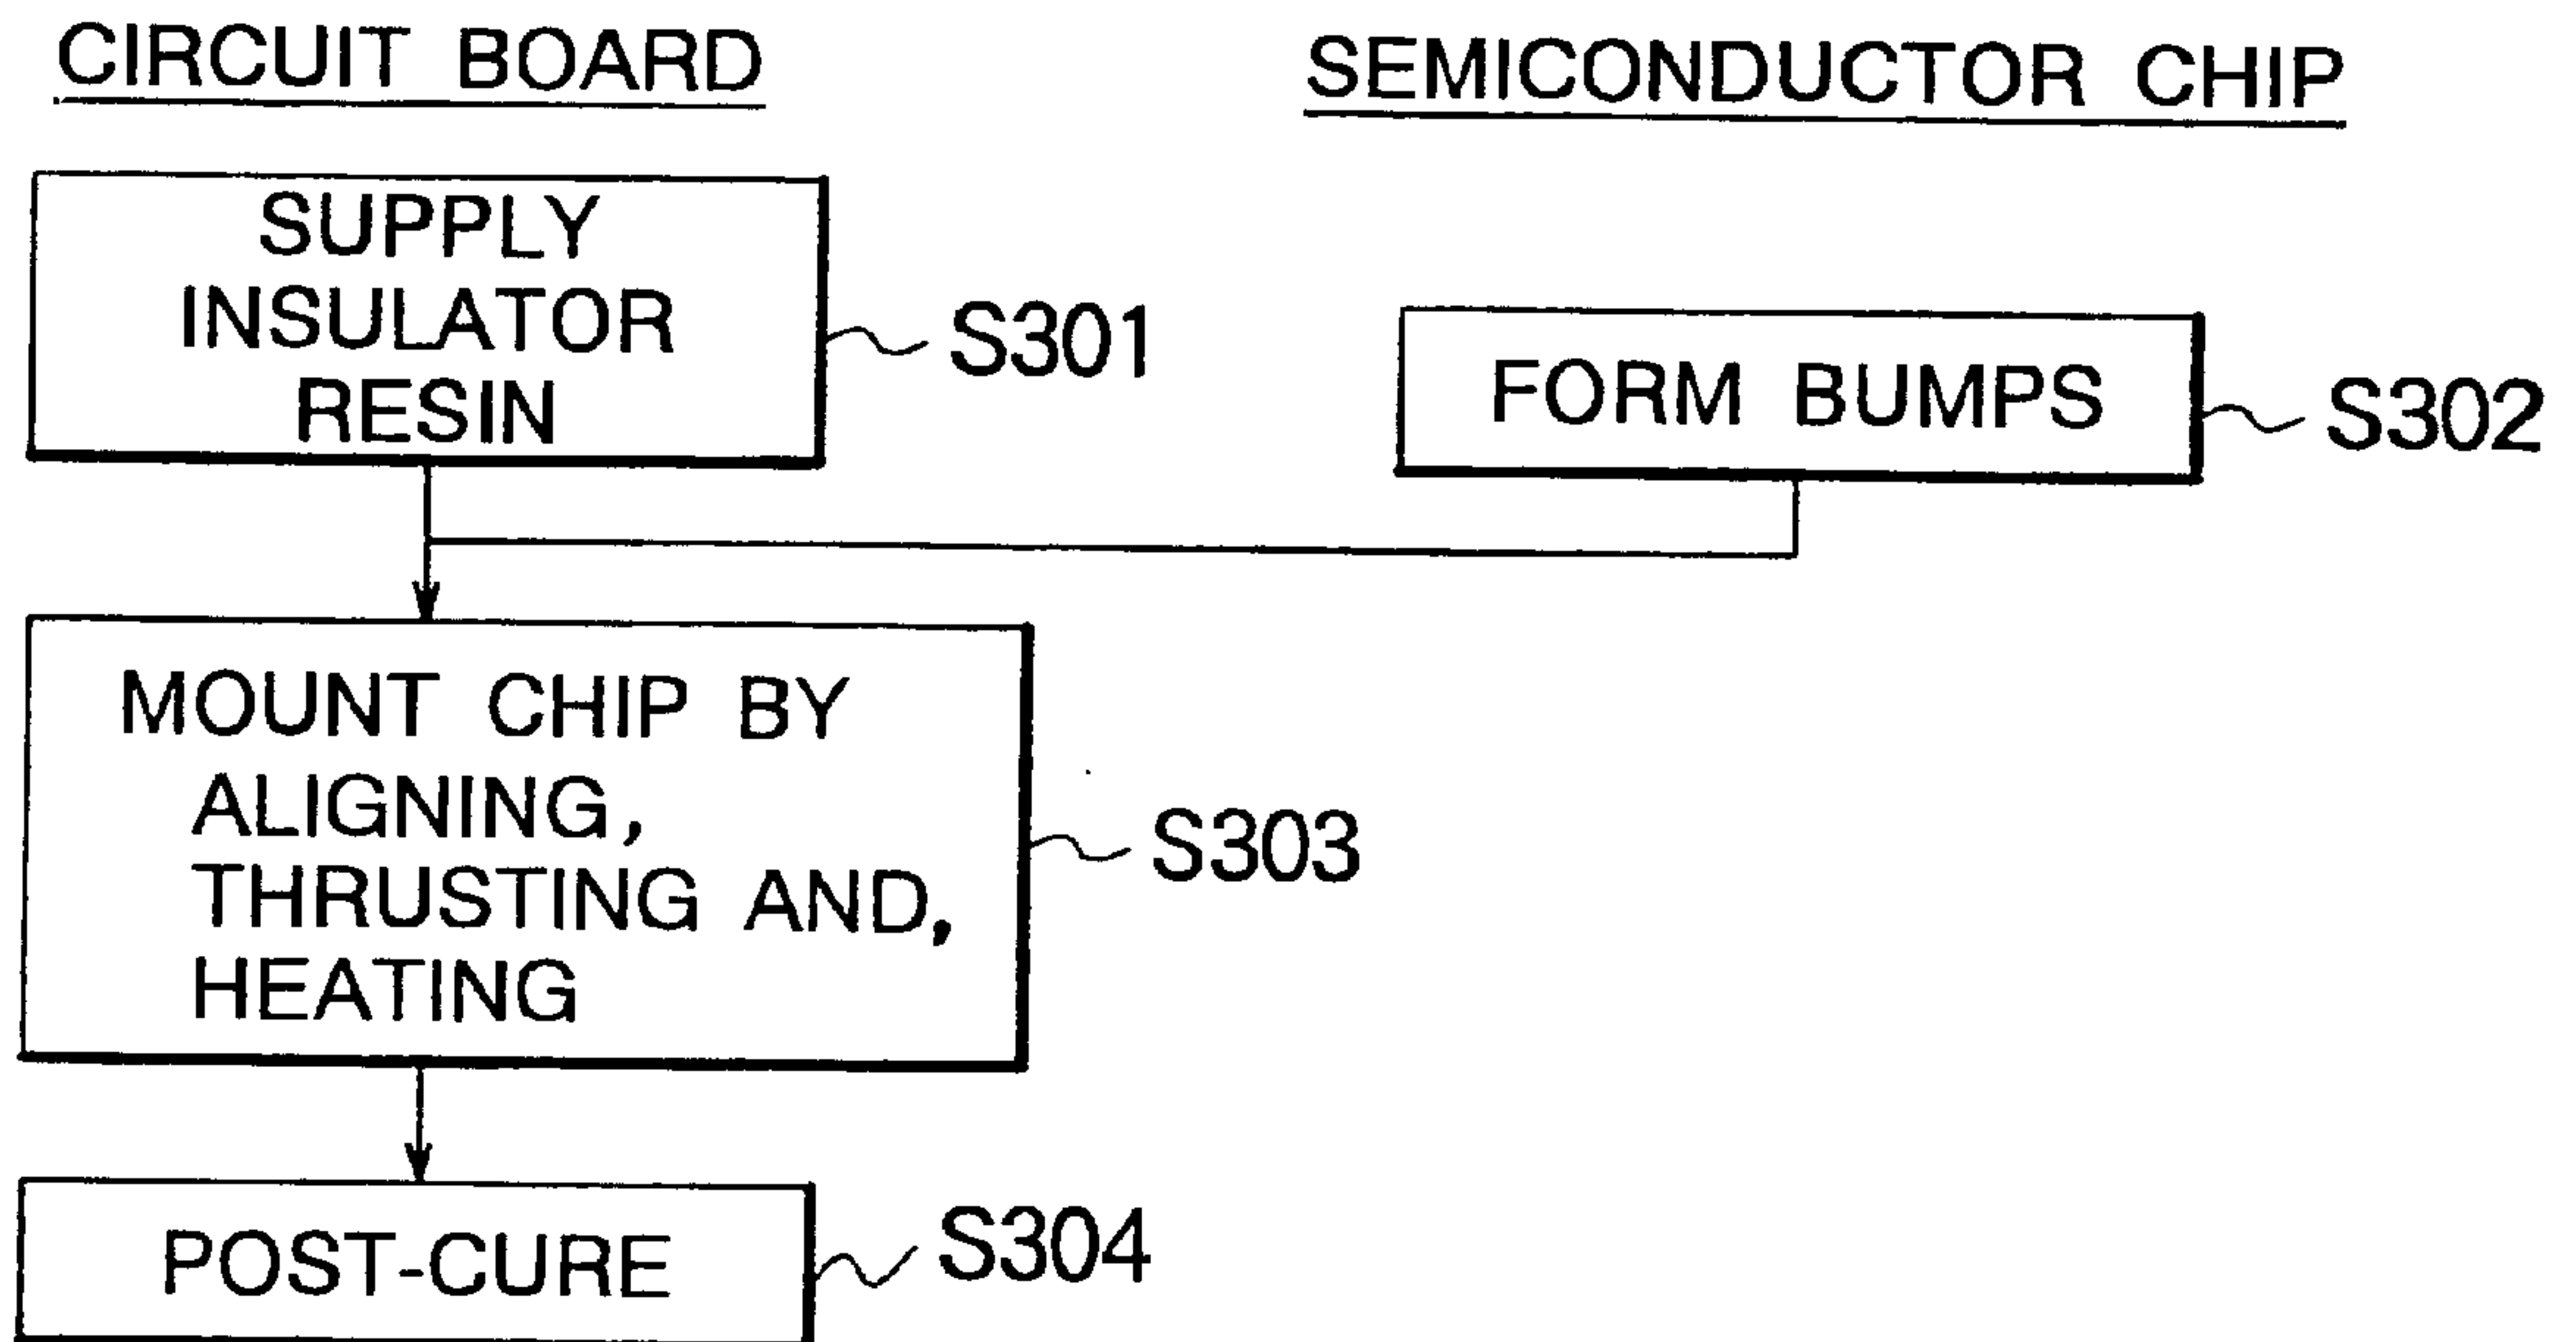 CIRCUIT BOARD
SEMICONDUCTOR CHIP
SUPPLY
INSULATOR
RESIN
S301
FORM BUMPS
S302
MOUNT CHIP BY
ALIGNING,
THRUSTING AND,
HEATING
S303
POST-CURE
S304